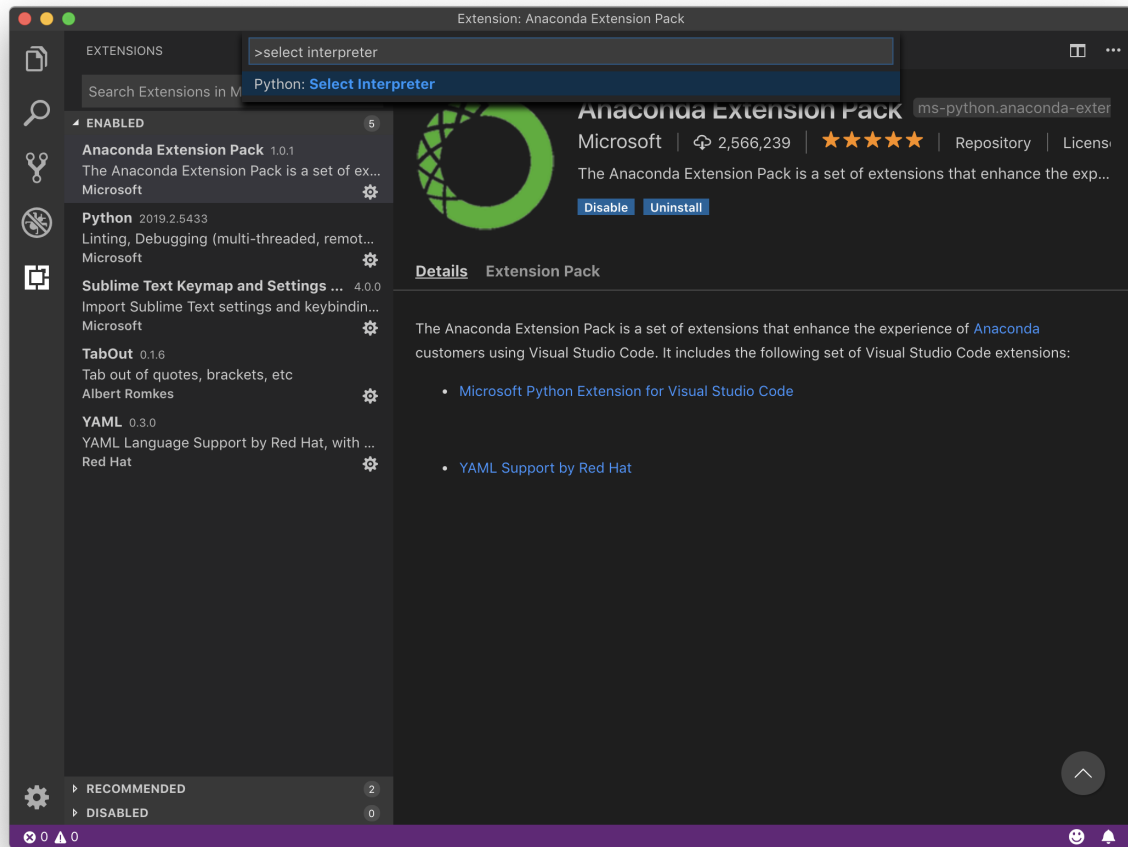 Extension: Anaconda Extension Pack
EXTENSIONS
>select interpreter
Python: Select Interpreter
Search Extensions in M
ENABLED 5
Anaconda Extension Pack 1.0.1
The Anaconda Extension Pack is a set of ex...
Microsoft
Python 2019.2.5433
Linting, Debugging (multi-threaded, remot...
Microsoft
Sublime Text Keymap and Settings ... 4.0.0
Import Sublime Text settings and keybindin...
Microsoft
TabOut 0.1.6
Tab out of quotes, brackets, etc
Albert Romkes
YAML 0.3.0
YAML Language Support by Red Hat, with ...
Red Hat
RECOMMENDED 2
DISABLED 0
Anaconda Extension Pack ms-python.anaconda-exter
Microsoft 2,566,239 Repository Licens
The Anaconda Extension Pack is a set of extensions that enhance the exp...
Disable Uninstall
Details Extension Pack
The Anaconda Extension Pack is a set of extensions that enhance the experience of Anaconda
customers using Visual Studio Code. It includes the following set of Visual Studio Code extensions:
• Microsoft Python Extension for Visual Studio Code
• YAML Support by Red Hat
0 0